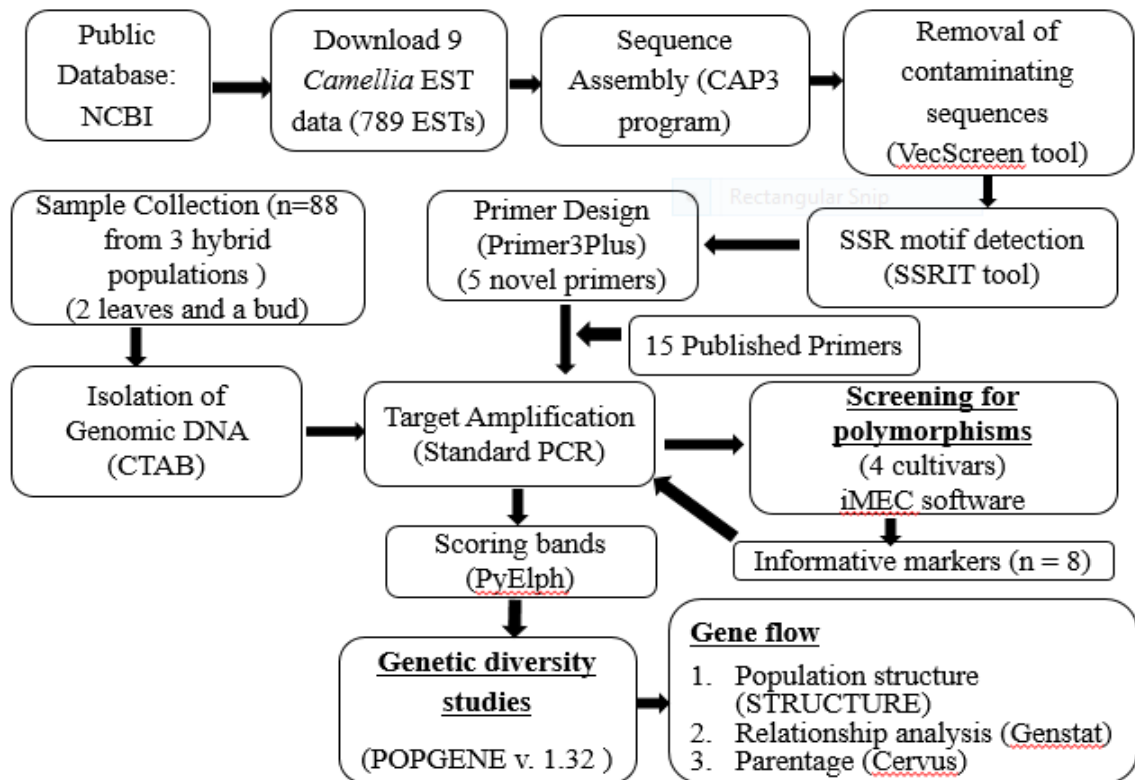 Public
Database:
NCBI
Download 9
Camellia EST
data (789 ESTs)
Sequence
Assembly (CAP3
program)
Removal of
contaminating
sequences
(VecScreen tool)
Sample Collection (n=88
from 3 hybrid
populations )
(2 leaves and a bud)
Primer Design
(Primer3Plus)
(5 novel primers)
Rectangular Snip
SSR motif detection
(SSRIT tool)
15 Published Primers
Isolation of
Genomic DNA
(CTAB)
Target Amplification
(Standard PCR)
Screening for
polymorphisms
(4 cultivars)
iMEC software
Scoring bands
(PyElph)
Informative markers (n = 8)
Genetic diversity
studies
(POPGENE v. 1.32 )
Gene flow
1. Population structure
(STRUCTURE)
2. Relationship analysis (Genstat)
3. Parentage (Cervus)